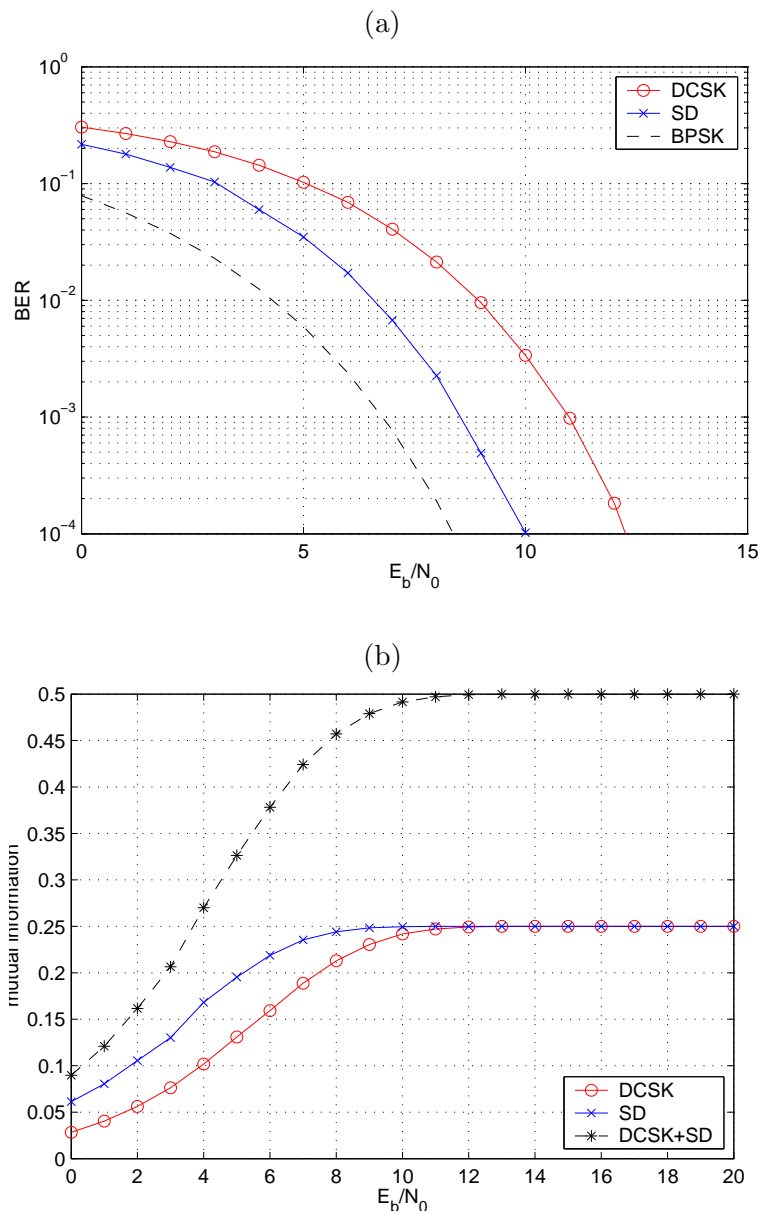 (a)
10^0
10^-1
10^-2
10^-3
10^-4
BER
0 5 10 15
E_b/N_0
DCSK
SD
BPSK
(b)
0.5
0.45
0.4
0.35
0.3
0.25
0.2
0.15
0.1
0.05
0
mutual information
0 2 4 6 8 10 12 14 16 18 20
E_b/N_0
DCSK
SD
DCSK+SD